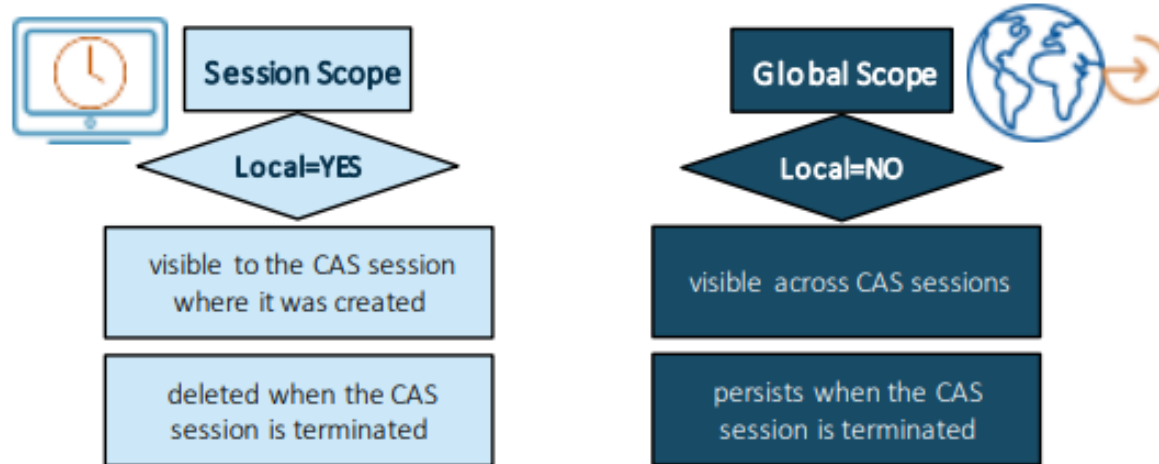 Session Scope
Local=YES
visible to the CAS session
where it was created
deleted when the CAS
session is terminated
Global Scope
Local=NO
visible across CAS sessions
persists when the CAS
session is terminated